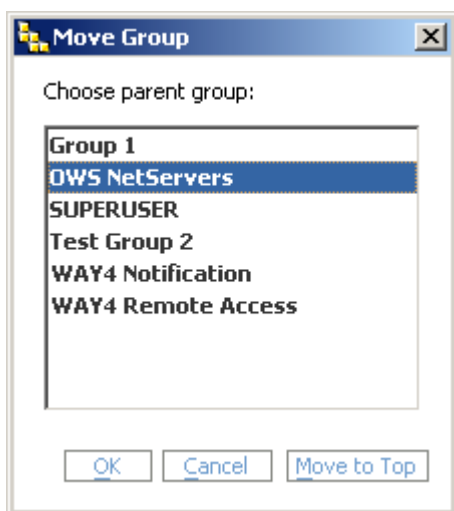 Move Group
Choose parent group:
Group 1
OWS NetServers
SUPERUSER
Test Group 2
WAY4 Notification
WAY4 Remote Access
OK Cancel Move to Top